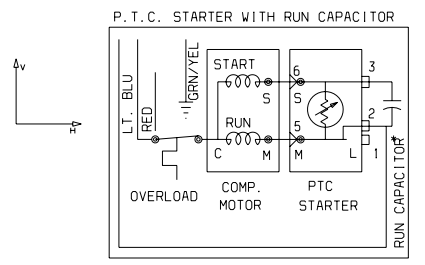 P.T.C. STARTER WITH RUN CAPACITOR
V
H
LT. BLU
RED
GRN/YEL
START
S
6
S
3
RUN
C
M
5
M
2
L
1
OVERLOAD
COMP.
MOTOR
PTC
STARTER
RUN CAPACITOR*